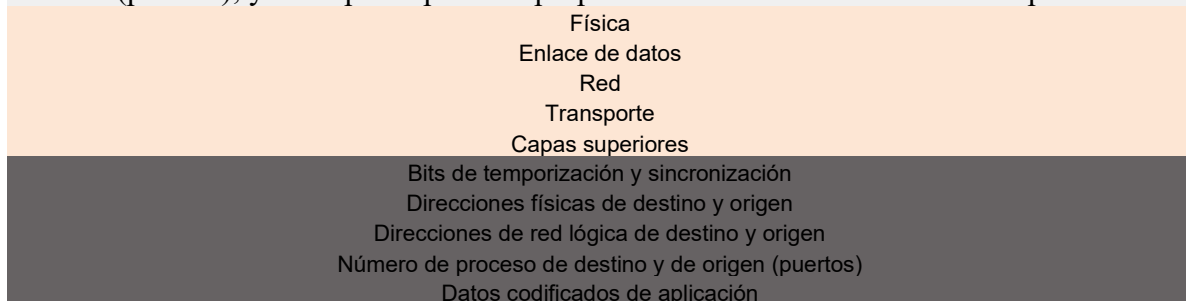 Física
Enlace de datos
Red
Transporte
Capas superiores
Bits de temporización y sincronización
Direcciones físicas de destino y origen
Direcciones de red lógica de destino y origen
Número de proceso de destino y de origen (puertos)
Datos codificados de aplicación